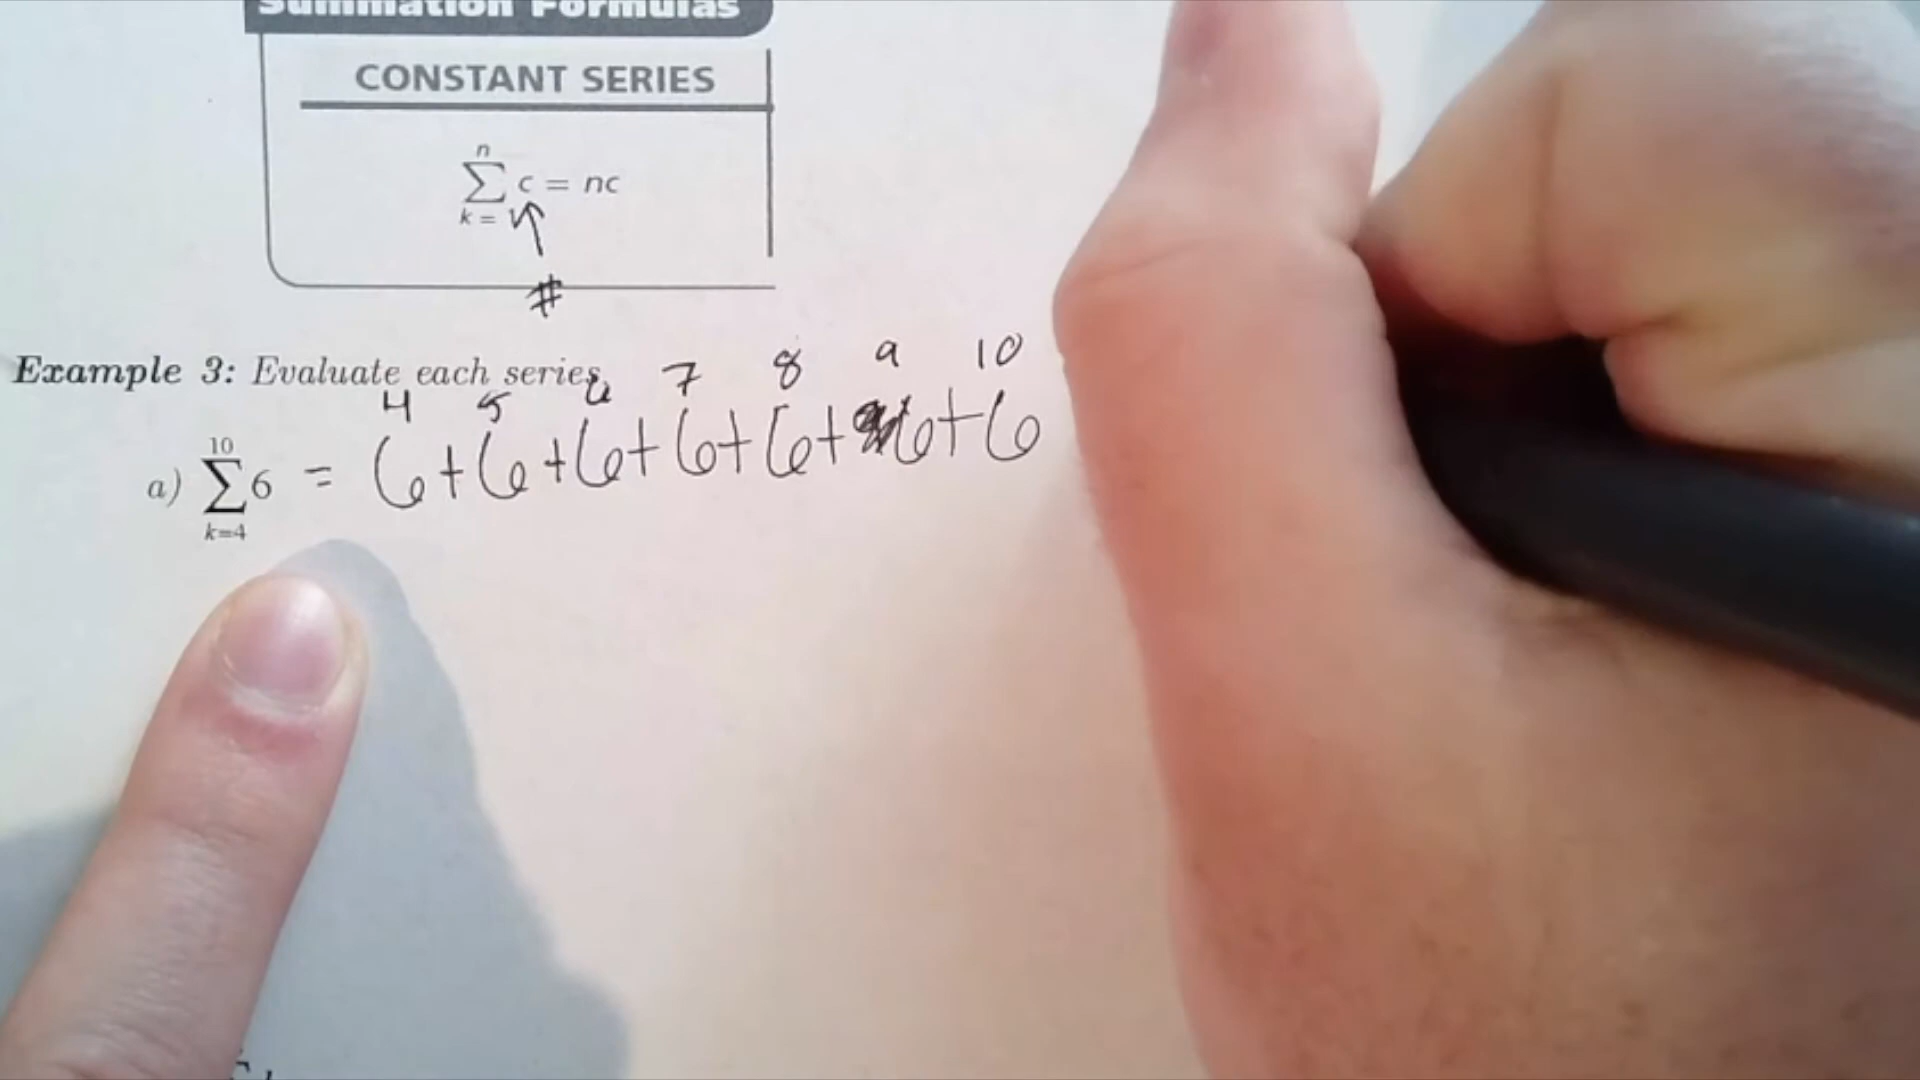 Summation Formulas
CONSTANT SERIES
n
∑ c = nc
k = 1
#
Example 3: Evaluate each series.
4 5 6 7 8 9 10
10
a) ∑ 6 = 6+6+6+6+6+6+6
k=4